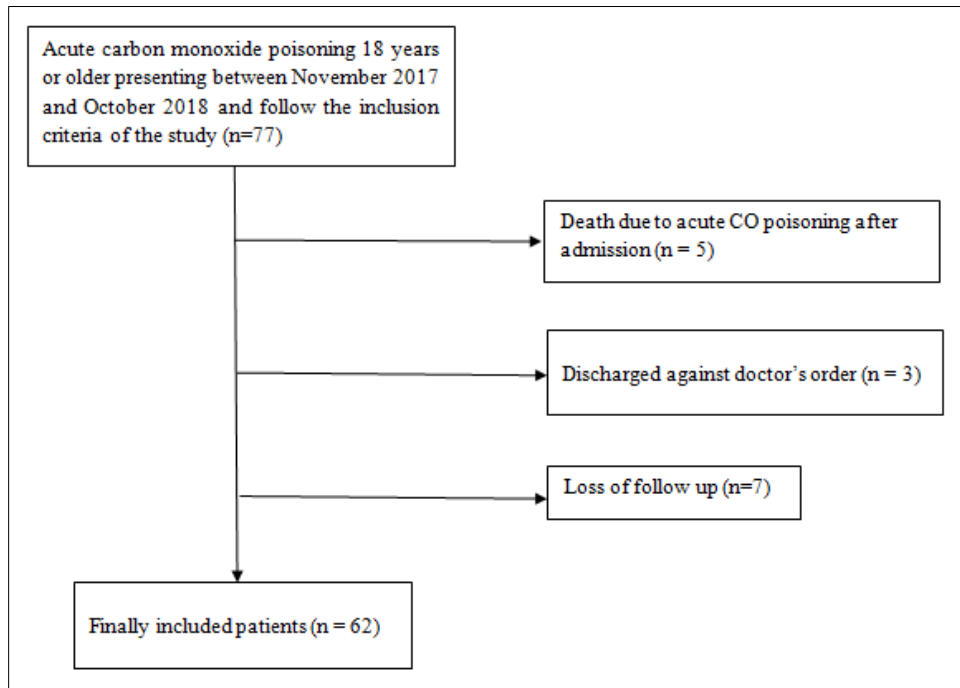 Acute carbon monoxide poisoning 18 years
or older presenting between November 2017
and October 2018 and follow the inclusion
criteria of the study (n=77)
Death due to acute CO poisoning after
admission (n = 5)
Discharged against doctor’s order (n = 3)
Loss of follow up (n=7)
Finally included patients (n = 62)